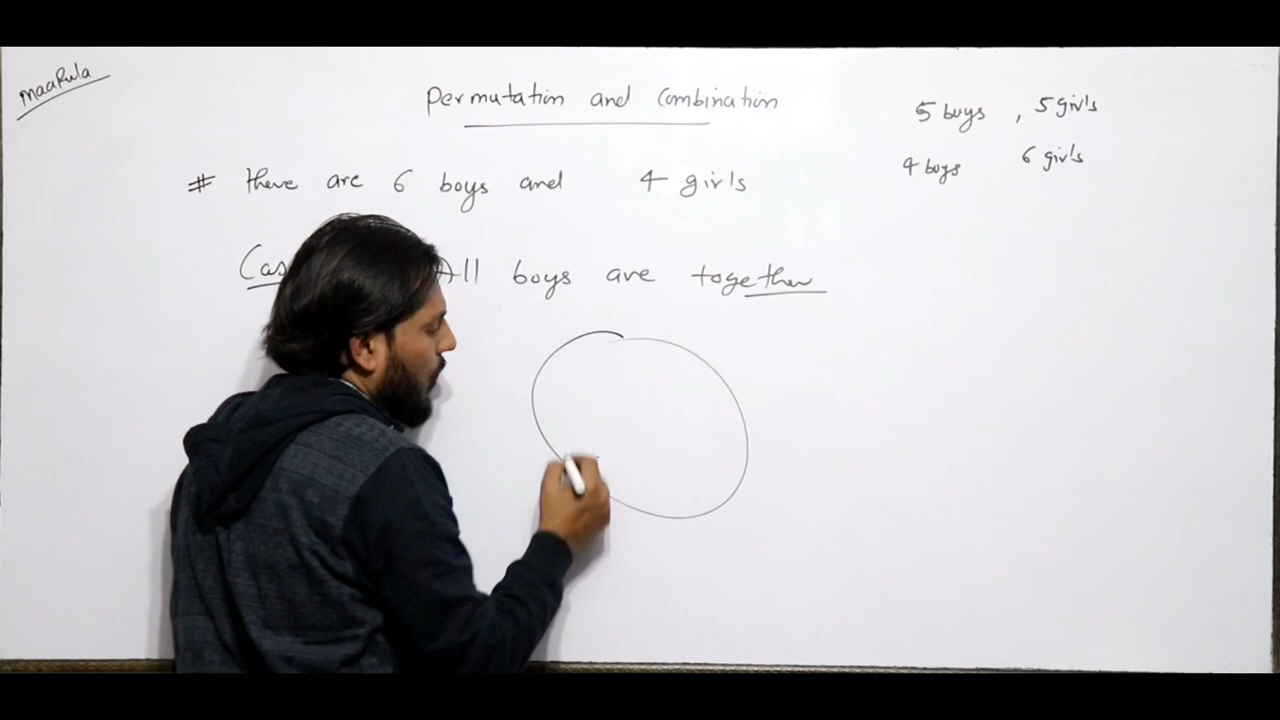 MaaRula
Permutation and Combination
5 boys , 5 girls
4 boys 6 girls
# there are 6 boys and 4 girls
All boys are together